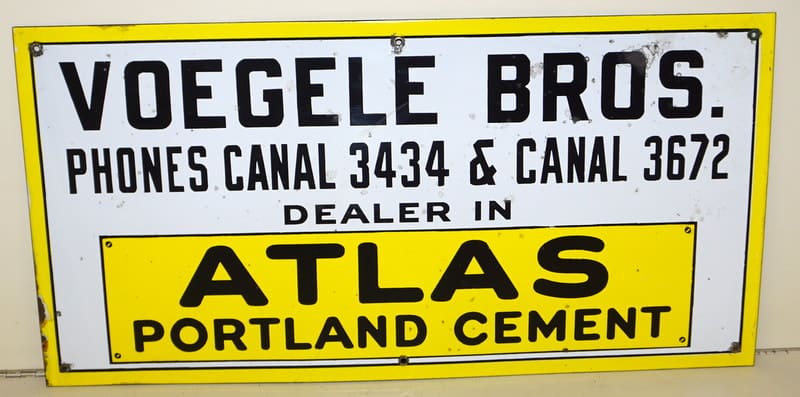 VOEGELE BROS.
PHONES CANAL 3434 & CANAL 3672
DEALER IN
ATLAS
PORTLAND CEMENT